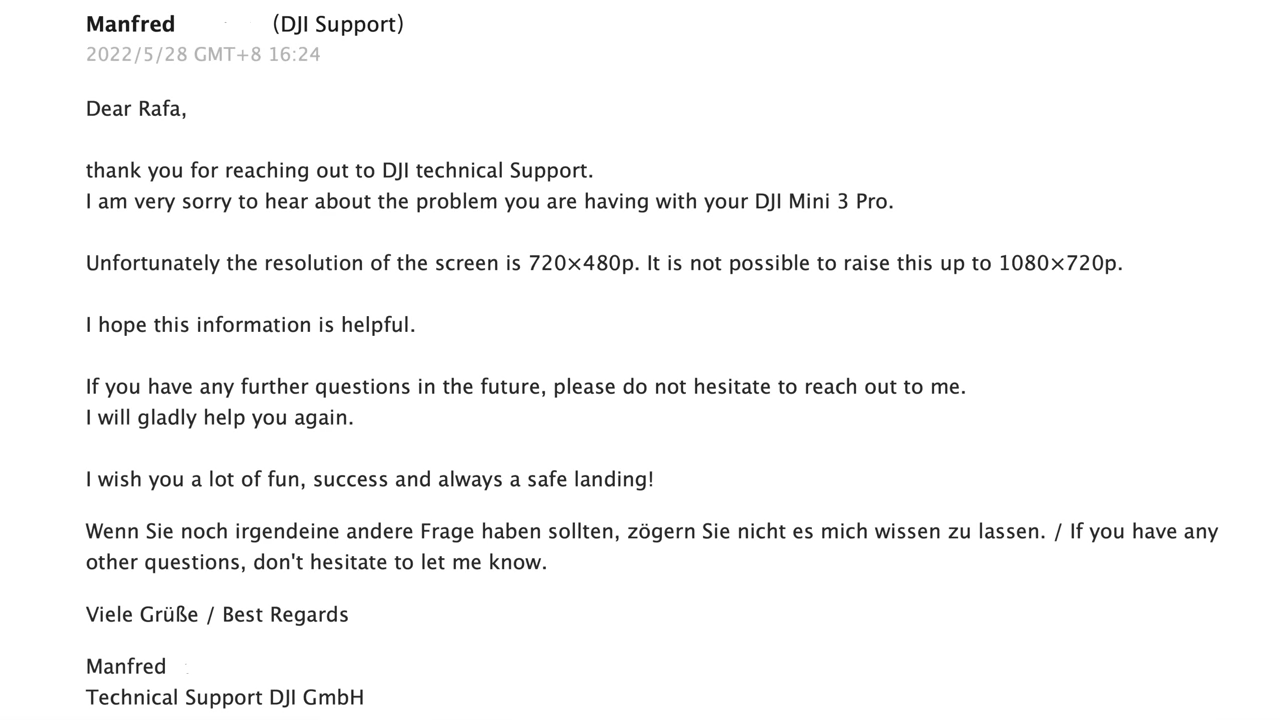 Manfred (DJI Support)
2022/5/28 GMT+8 16:24
Dear Rafa,
thank you for reaching out to DJI technical Support.
I am very sorry to hear about the problem you are having with your DJI Mini 3 Pro.
Unfortunately the resolution of the screen is 720×480p. It is not possible to raise this up to 1080×720p.
I hope this information is helpful.
If you have any further questions in the future, please do not hesitate to reach out to me.
I will gladly help you again.
I wish you a lot of fun, success and always a safe landing!
Wenn Sie noch irgendeine andere Frage haben sollten, zögern Sie nicht es mich wissen zu lassen. / If you have any
other questions, don't hesitate to let me know.
Viele Grüße / Best Regards
Manfred
Technical Support DJI GmbH